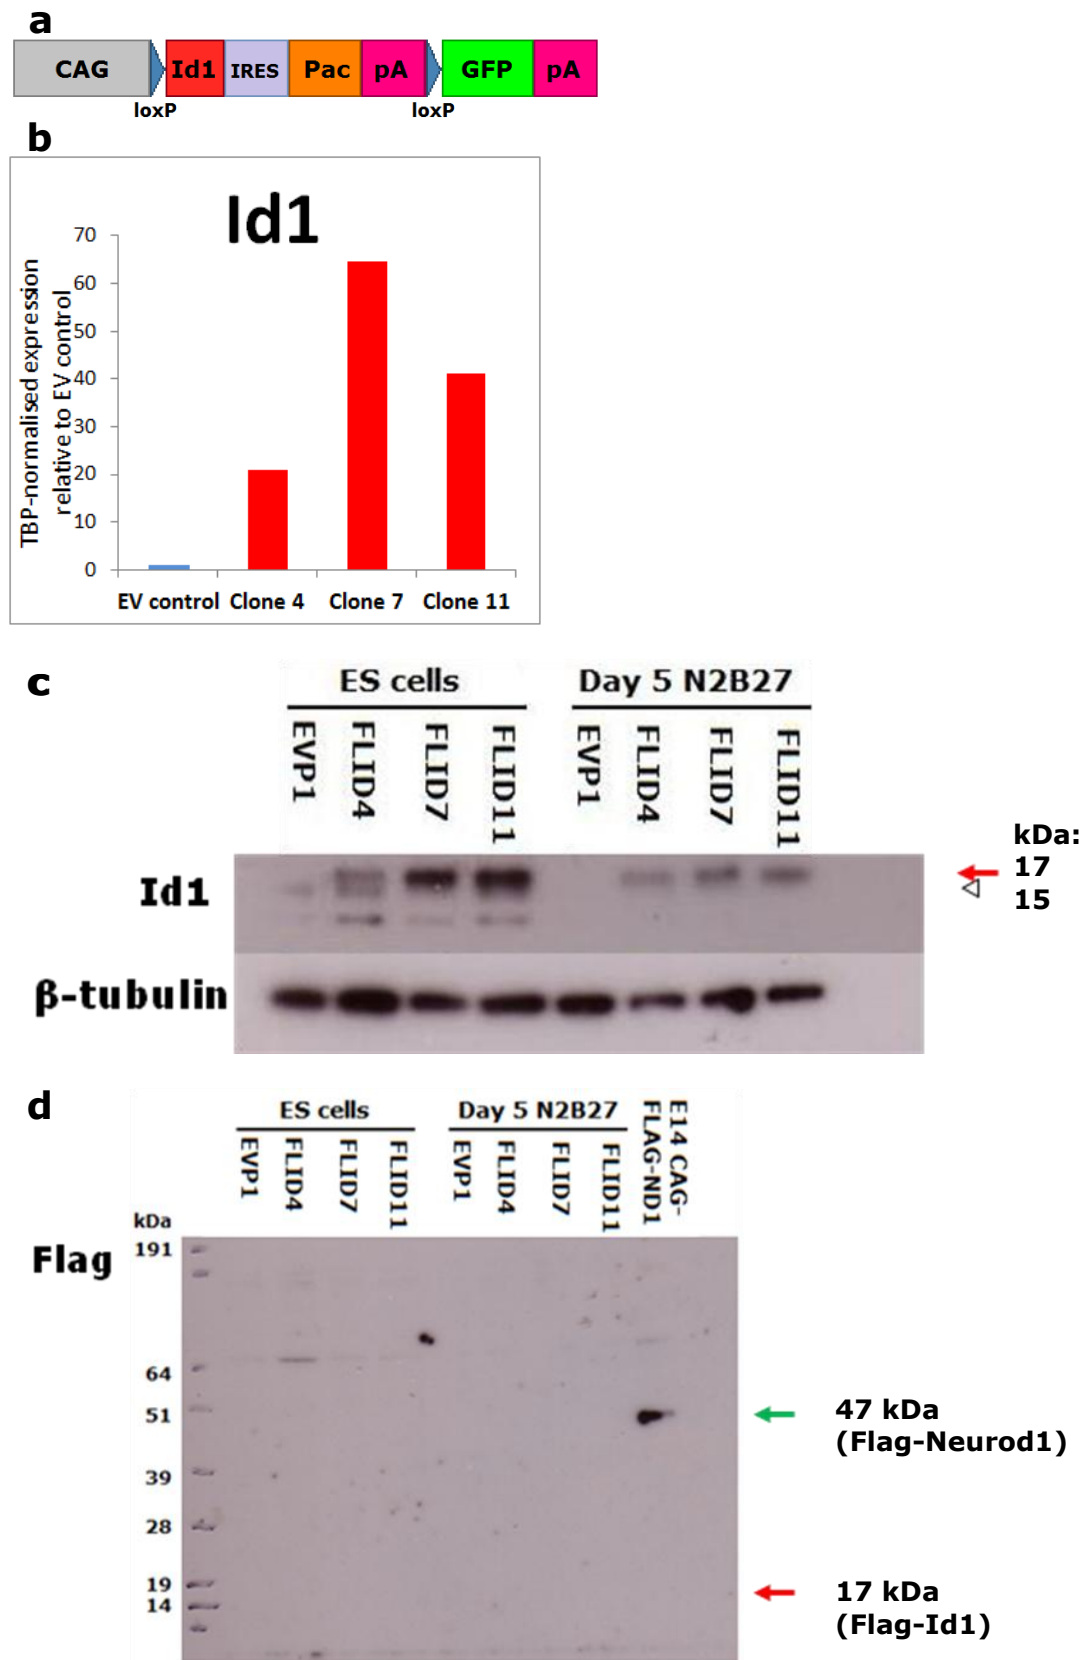 a
CAG Id1 IRES Pac pA GFP pA
loxP loxP
b
Id1
TBP-normalised expression
relative to EV control
70
60
50
40
30
20
10
0
EV control Clone 4 Clone 7 Clone 11
c
ES cells Day 5 N2B27
EVP1 FLID4 FLID7 FLID11 EVP1 FLID4 FLID7 FLID11
kDa:
17
15
Id1
β-tubulin
d
ES cells Day 5 N2B27
EVP1 FLID4 FLID7 FLID11 EVP1 FLID4 FLID7 FLID11
E14 CAG-
FLAG-ND1
kDa
Flag
191
64
51
39
28
19
14
47 kDa
(Flag-Neurod1)
17 kDa
(Flag-Id1)